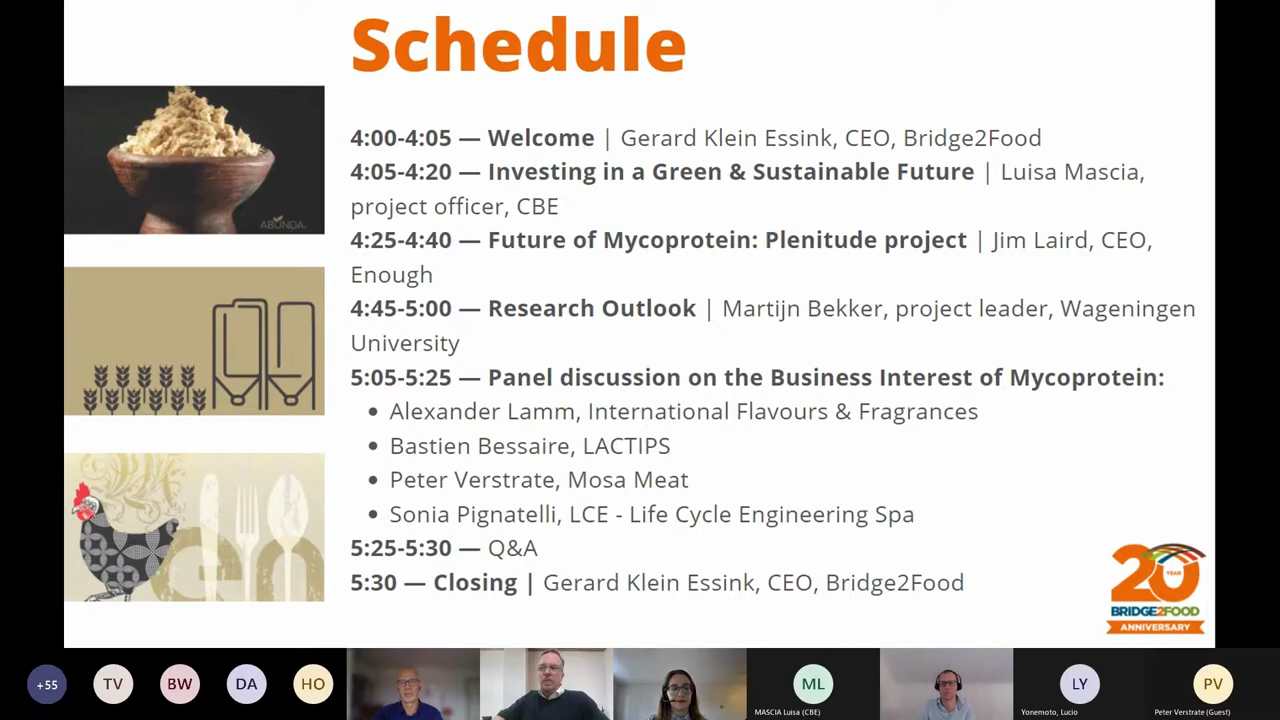 Schedule
4:00-4:05 — Welcome | Gerard Klein Essink, CEO, Bridge2Food
4:05-4:20 — Investing in a Green & Sustainable Future | Luisa Mascia,
project officer, CBE
4:25-4:40 — Future of Mycoprotein: Plenitude project | Jim Laird, CEO,
Enough
4:45-5:00 — Research Outlook | Martijn Bekker, project leader, Wageningen
University
5:05-5:25 — Panel discussion on the Business Interest of Mycoprotein:
• Alexander Lamm, International Flavours & Fragrances
• Bastien Bessaire, LACTIPS
• Peter Verstrate, Mosa Meat
• Sonia Pignatelli, LCE - Life Cycle Engineering Spa
5:25-5:30 — Q&A
5:30 — Closing | Gerard Klein Essink, CEO, Bridge2Food
ABUNDA
en
20
YEAR
BRIDGE2FOOD
ANNIVERSARY
+55
TV
BW
DA
HO
ML
MASCIA Luisa (CBE)
LY
Yonemoto, Lucio
PV
Peter Verstrate (Guest)